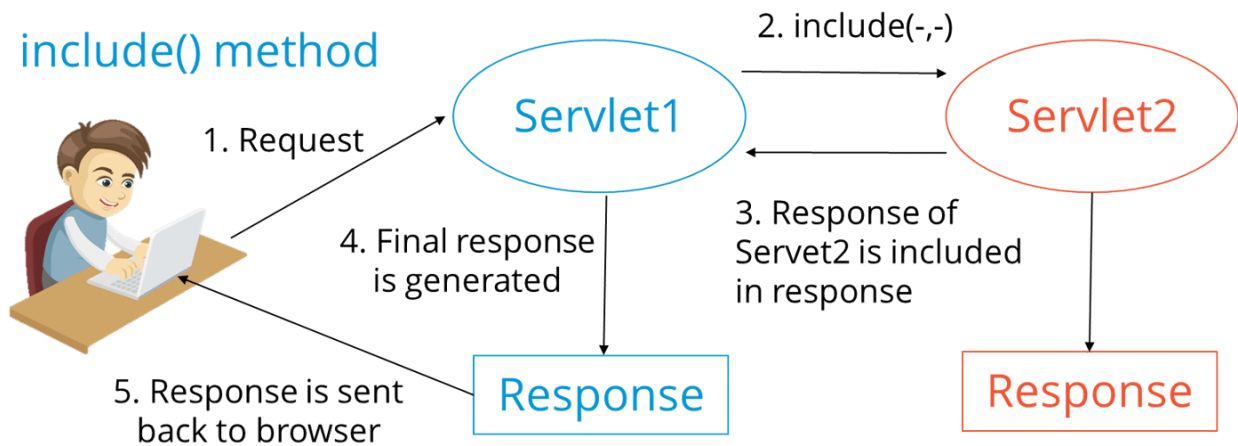 include() method
2. include(-,-)
1. Request
Servlet1
Servlet2
4. Final response
is generated
3. Response of
Servet2 is included
in response
5. Response is sent
back to browser
Response
Response